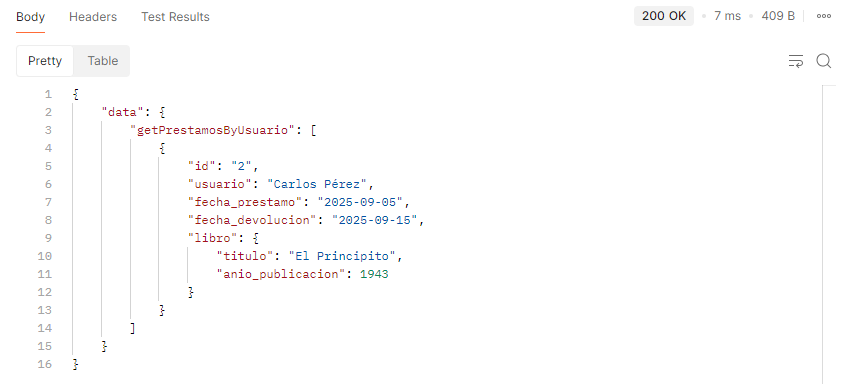 Body Headers Test Results 200 OK • 7 ms • 409 B
Pretty Table
1 {
2     "data": {
3         "getPrestamosByUsuario": [
4             {
5                 "id": "2",
6                 "usuario": "Carlos Pérez",
7                 "fecha_prestamo": "2025-09-05",
8                 "fecha_devolucion": "2025-09-15",
9                 "libro": {
10                     "titulo": "El Principito",
11                     "anio_publicacion": 1943
12                 }
13             }
14         ]
15     }
16 }